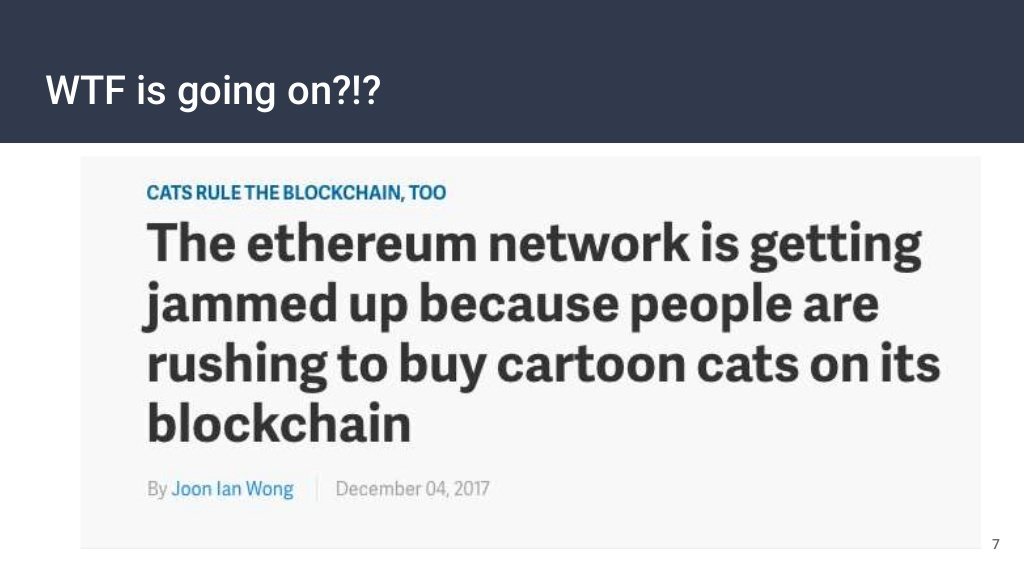 WTF is going on?!?
CATS RULE THE BLOCKCHAIN, TOO
The ethereum network is getting
jammed up because people are
rushing to buy cartoon cats on its
blockchain
By Joon Ian Wong | December 04, 2017
7